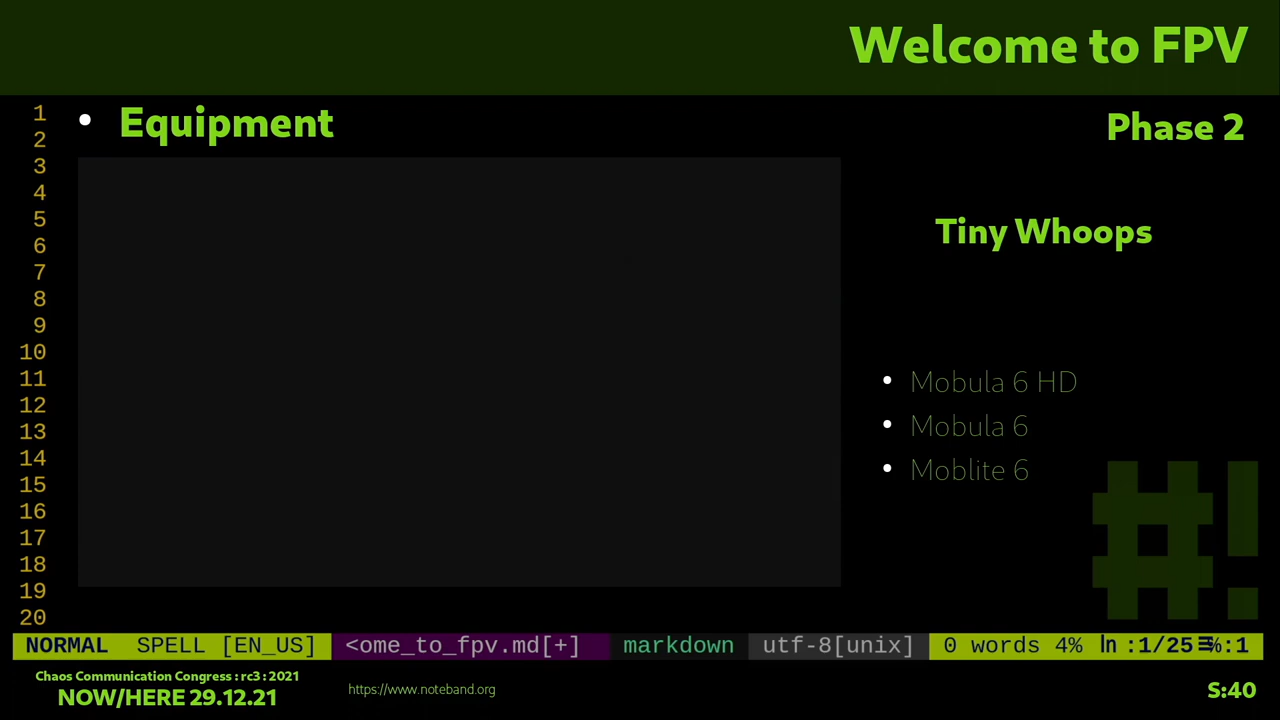 Welcome to FPV
1
2
3
4
5
6
7
8
9
10
11
12
13
14
15
16
17
18
19
20
• Equipment
Phase 2
Tiny Whoops
• Mobula 6 HD
• Mobula 6
• Moblite 6
#!
NORMAL SPELL [EN_US] <ome_to_fpv.md[+] markdown utf-8[unix] 0 words 4% ln :1/25☰%:1
Chaos Communication Congress : rc3 : 2021
NOW/HERE 29.12.21
https://www.noteband.org
S:40